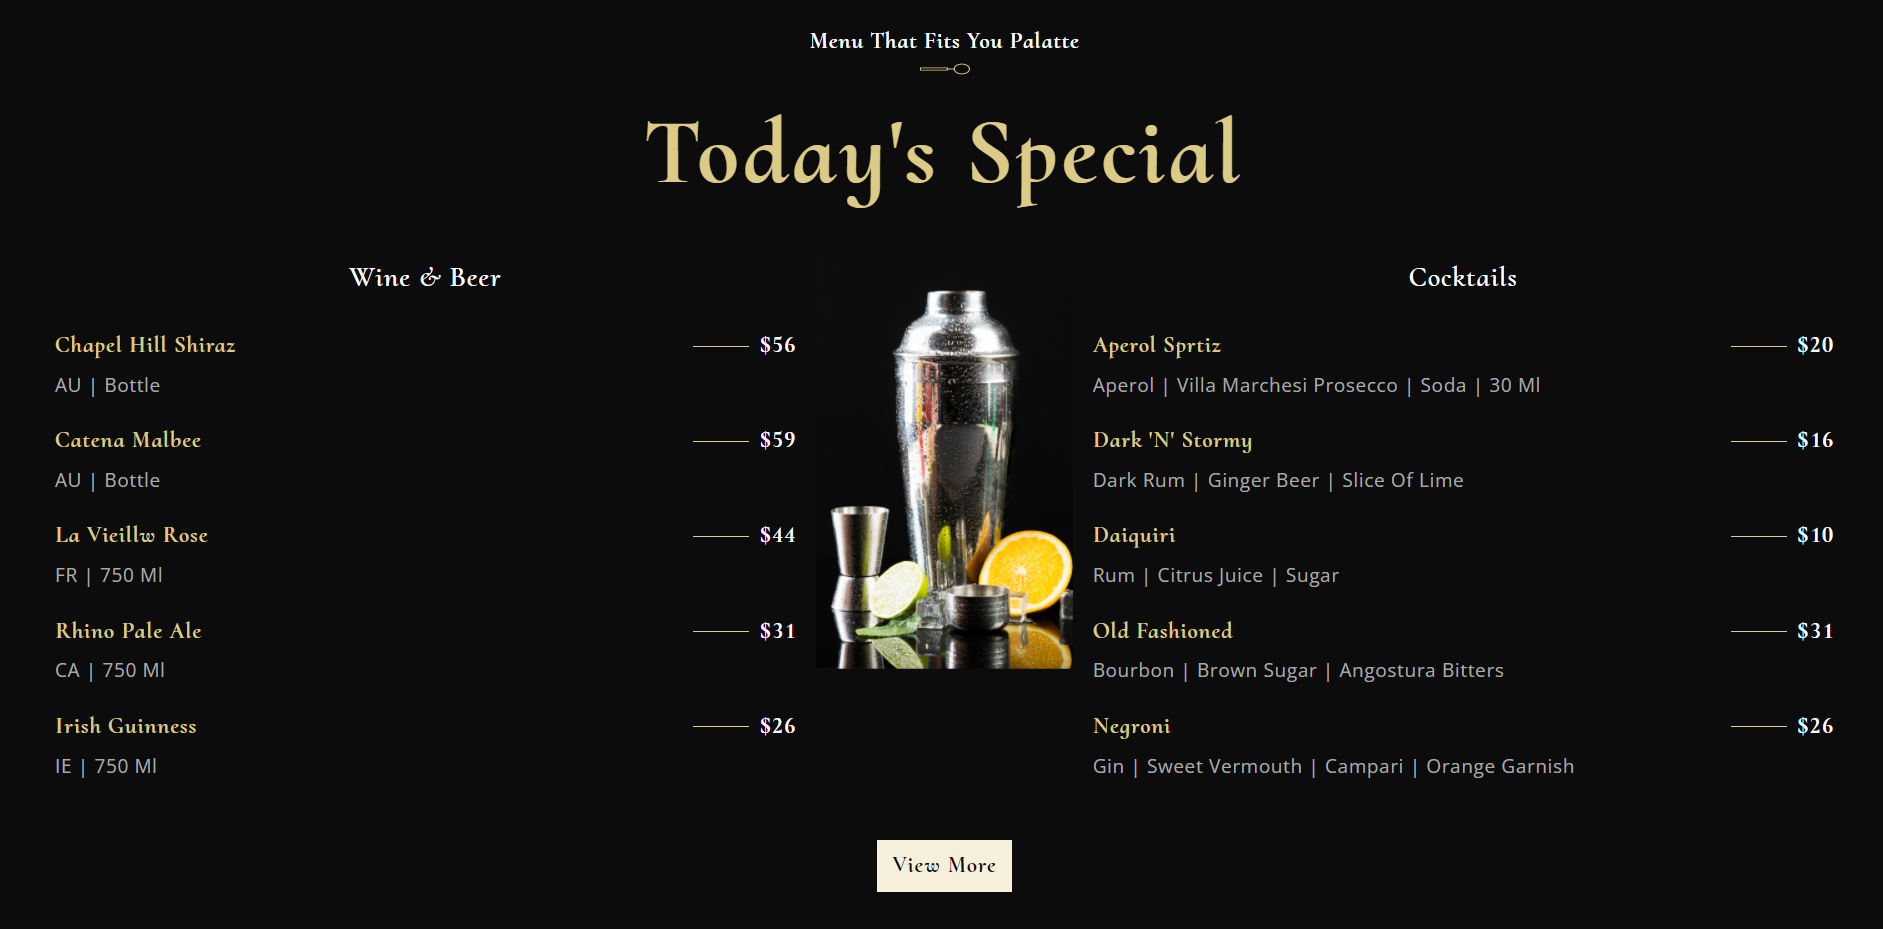 Menu That Fits You Palatte
Today's Special
Wine & Beer
Chapel Hill Shiraz $56
AU | Bottle
Catena Malbee $59
AU | Bottle
La Vieillw Rose $44
FR | 750 Ml
Rhino Pale Ale $31
CA | 750 Ml
Irish Guinness $26
IE | 750 Ml
Cocktails
Aperol Sprtiz $20
Aperol | Villa Marchesi Prosecco | Soda | 30 Ml
Dark 'N' Stormy $16
Dark Rum | Ginger Beer | Slice Of Lime
Daiquiri $10
Rum | Citrus Juice | Sugar
Old Fashioned $31
Bourbon | Brown Sugar | Angostura Bitters
Negroni $26
Gin | Sweet Vermouth | Campari | Orange Garnish
View More